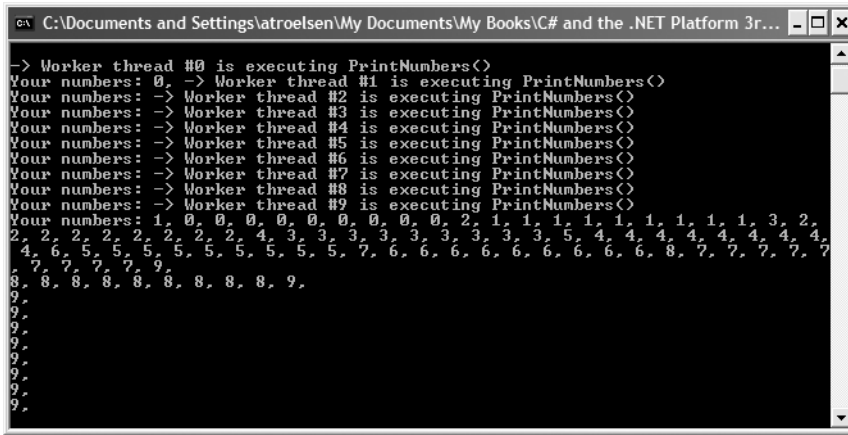 C:\Documents and Settings\atroelsen\My Documents\My Books\C# and the .NET Platform 3r...
-> Worker thread #0 is executing PrintNumbers()
Your numbers: 0, -> Worker thread #1 is executing PrintNumbers()
Your numbers: -> Worker thread #2 is executing PrintNumbers()
Your numbers: -> Worker thread #3 is executing PrintNumbers()
Your numbers: -> Worker thread #4 is executing PrintNumbers()
Your numbers: -> Worker thread #5 is executing PrintNumbers()
Your numbers: -> Worker thread #6 is executing PrintNumbers()
Your numbers: -> Worker thread #7 is executing PrintNumbers()
Your numbers: -> Worker thread #8 is executing PrintNumbers()
Your numbers: -> Worker thread #9 is executing PrintNumbers()
Your numbers: 1, 0, 0, 0, 0, 0, 0, 0, 0, 0, 2, 1, 1, 1, 1, 1, 1, 1, 1, 1, 3, 2,
2, 2, 2, 2, 2, 2, 2, 2, 4, 3, 3, 3, 3, 3, 3, 3, 3, 3, 5, 4, 4, 4, 4, 4, 4, 4, 4,
 4, 6, 5, 5, 5, 5, 5, 5, 5, 5, 5, 7, 6, 6, 6, 6, 6, 6, 6, 6, 6, 8, 7, 7, 7, 7, 7
, 7, 7, 7, 7, 9,
8, 8, 8, 8, 8, 8, 8, 8, 8, 9,
9,
9,
9,
9,
9,
9,
9,
9,